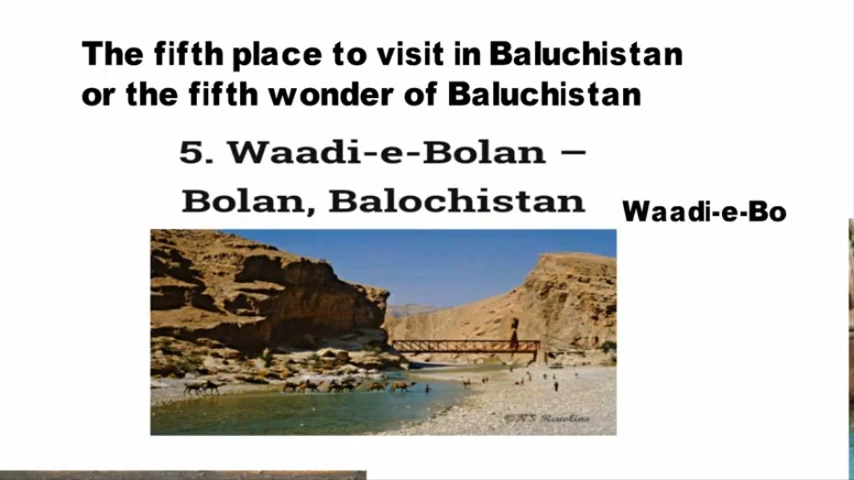 The fifth place to visit in Baluchistan
or the fifth wonder of Baluchistan
5. Waadi-e-Bolan –
Bolan, Balochistan
Waadi-e-Bo